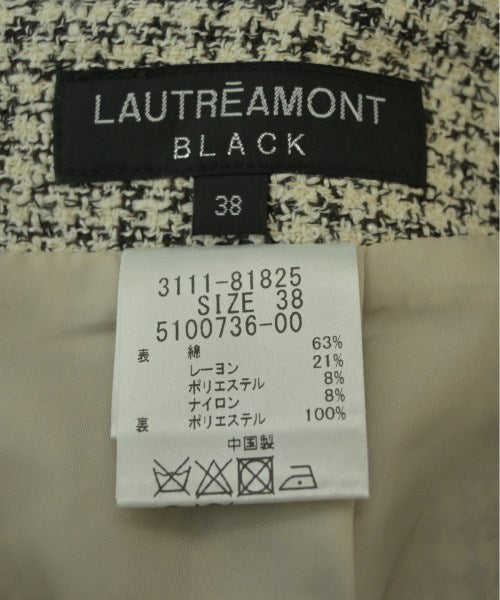 LAUTRĒAMONT
BLACK
38
3111-81825
SIZE 38
5100736-00
表 綿 63%
レーヨン 21%
ポリエステル 8%
ナイロン 8%
裏 ポリエステル 100%
中国製